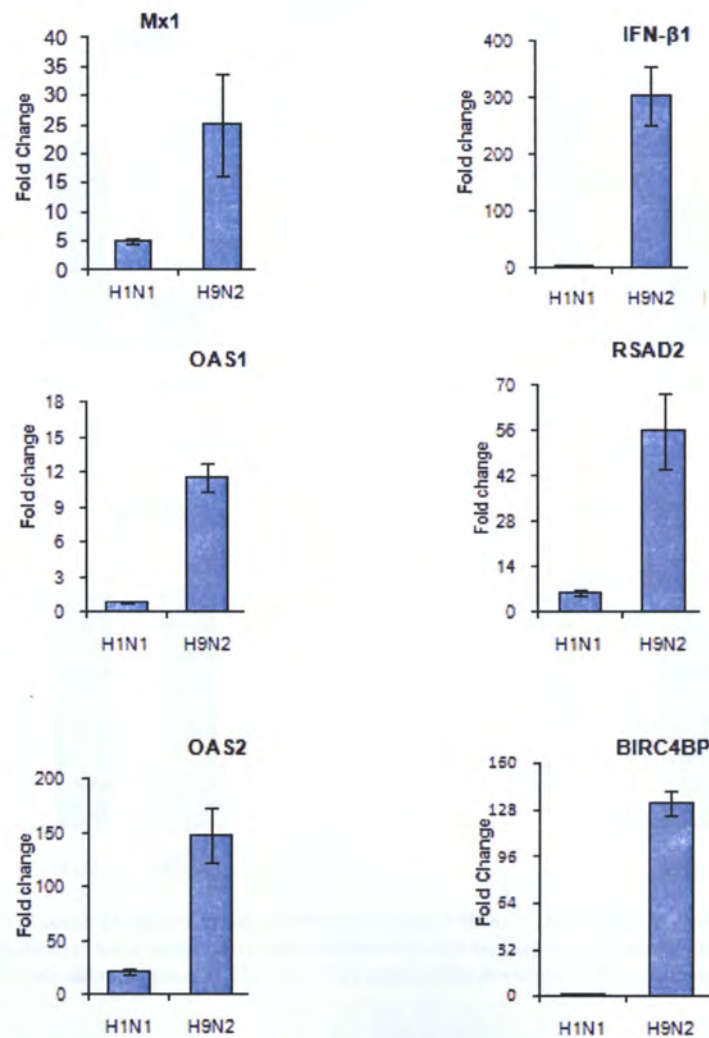 Mx1
40
35
30
25
20
15
10
5
0
Fold Change
H1N1 H9N2
IFN-β1
400
300
200
100
0
Fold Change
H1N1 H9N2
OAS1
18
15
12
9
6
3
0
Fold change
H1N1 H9N2
RSAD2
70
56
42
28
14
0
Fold change
H1N1 H9N2
OAS2
200
150
100
50
0
Fold Change
H1N1 H9N2
BIRC4BP
160
128
96
64
32
0
Fold Change
H1N1 H9N2